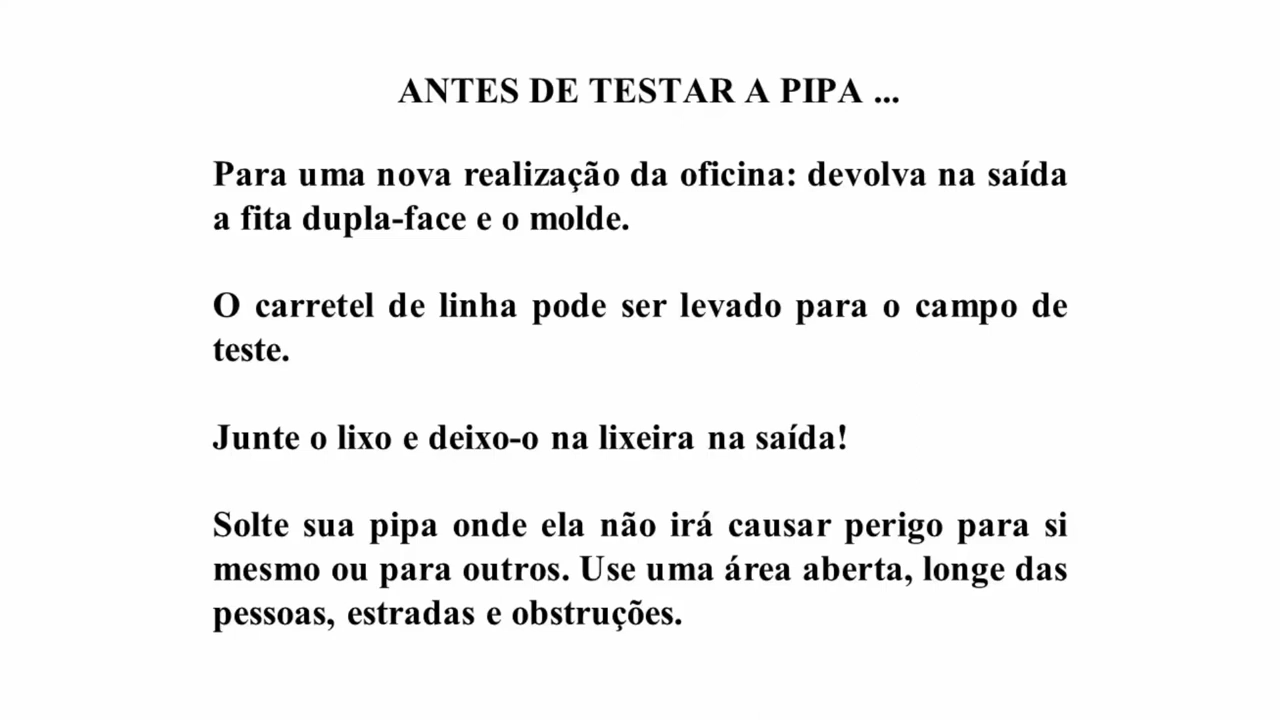 ANTES DE TESTAR A PIPA ...
Para uma nova realização da oficina: devolva na saída
a fita dupla-face e o molde.
O carretel de linha pode ser levado para o campo de
teste.
Junte o lixo e deixo-o na lixeira na saída!
Solte sua pipa onde ela não irá causar perigo para si
mesmo ou para outros. Use uma área aberta, longe das
pessoas, estradas e obstruções.